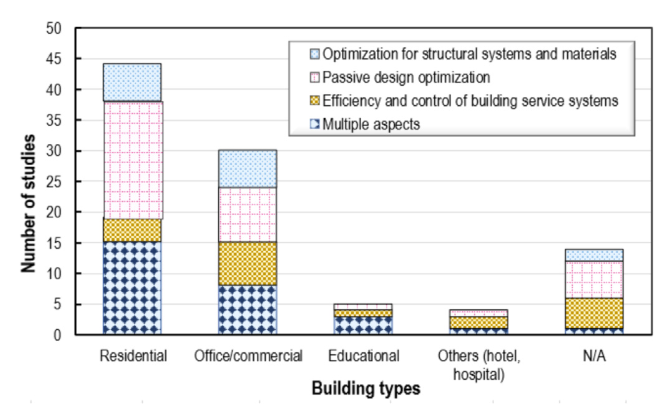 50
45
40
35
30
25
20
15
10
5
0
Number of studies
Optimization for structural systems and materials
Passive design optimization
Efficiency and control of building service systems
Multiple aspects
Residential
Office/commercial
Educational
Others (hotel,
hospital)
N/A
Building types